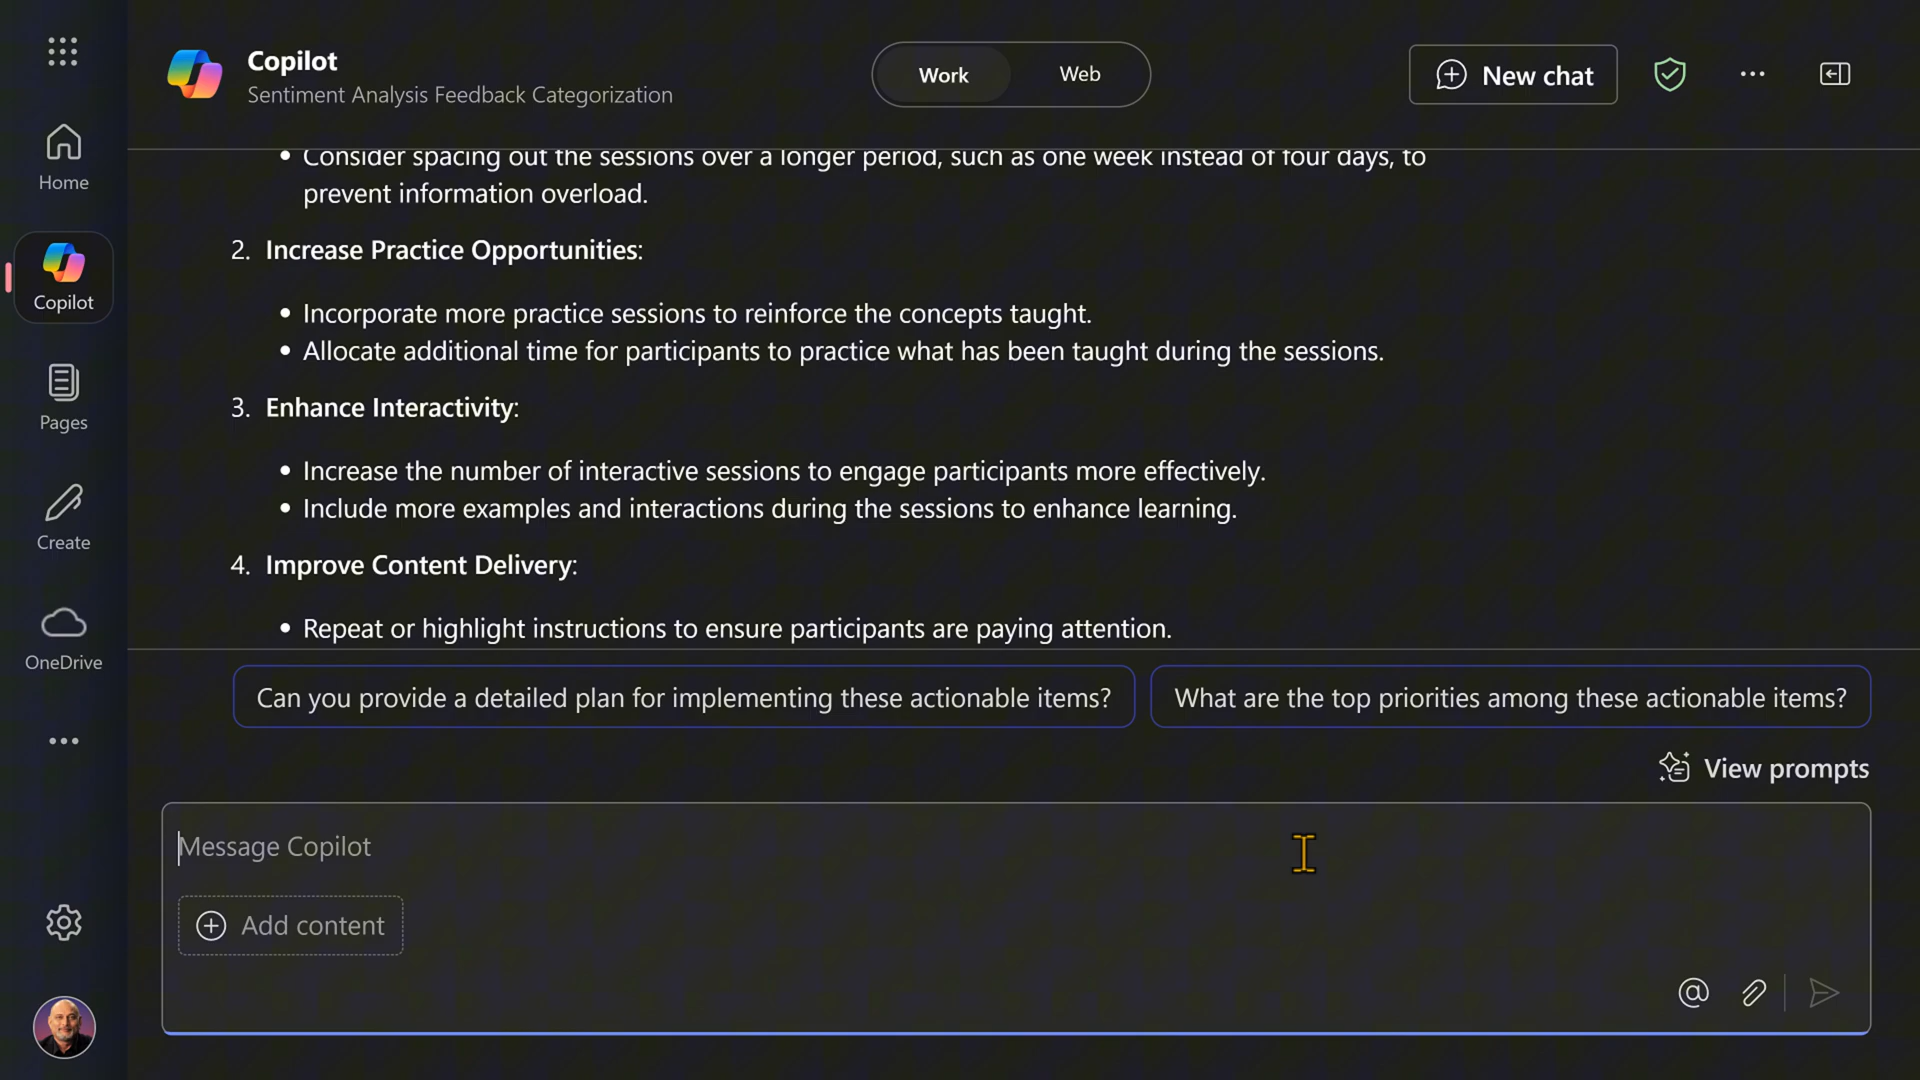 Copilot
Sentiment Analysis Feedback Categorization
Work
Web
New chat
Home
Copilot
Pages
Create
OneDrive
• Consider spacing out the sessions over a longer period, such as one week instead of four days, to
prevent information overload.
2. Increase Practice Opportunities:
• Incorporate more practice sessions to reinforce the concepts taught.
• Allocate additional time for participants to practice what has been taught during the sessions.
3. Enhance Interactivity:
• Increase the number of interactive sessions to engage participants more effectively.
• Include more examples and interactions during the sessions to enhance learning.
4. Improve Content Delivery:
• Repeat or highlight instructions to ensure participants are paying attention.
Can you provide a detailed plan for implementing these actionable items?
What are the top priorities among these actionable items?
View prompts
Message Copilot
Add content